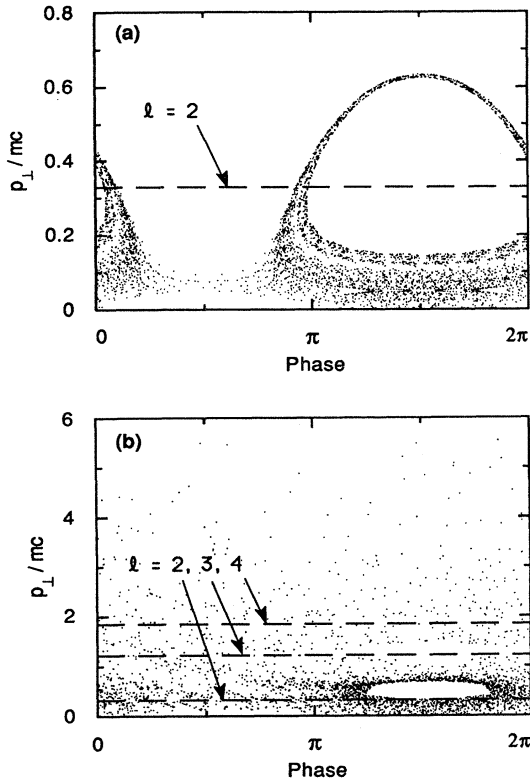 (a)
0.8
0.6
0.4
0.2
0
p⊥ / mc
ℓ = 2
0 π 2π
Phase
(b)
6
4
2
0
p⊥ / mc
ℓ = 2, 3, 4
0 π 2π
Phase